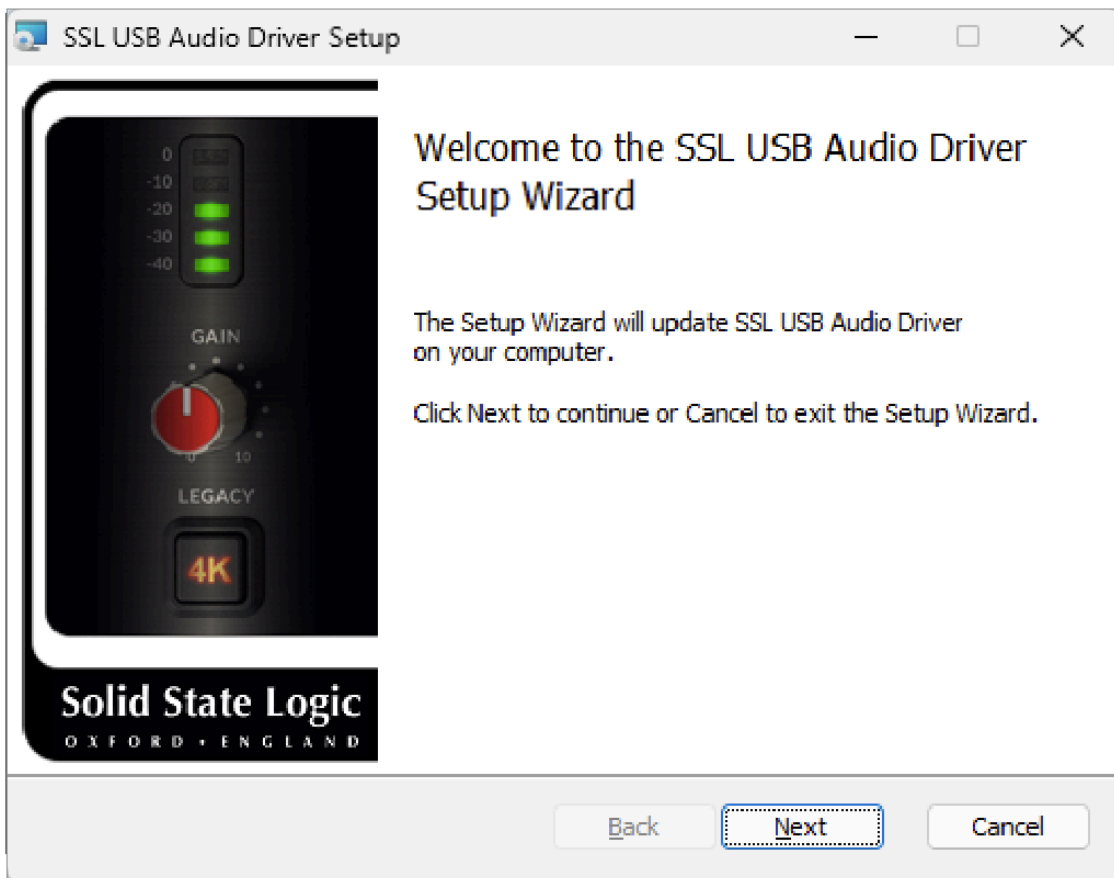 SSL USB Audio Driver Setup
Welcome to the SSL USB Audio Driver
Setup Wizard
The Setup Wizard will update SSL USB Audio Driver
on your computer.
Click Next to continue or Cancel to exit the Setup Wizard.
0
-10
-20
-30
-40
GAIN
0 10
LEGACY
4K
Solid State Logic
OXFORD • ENGLAND
Back Next Cancel